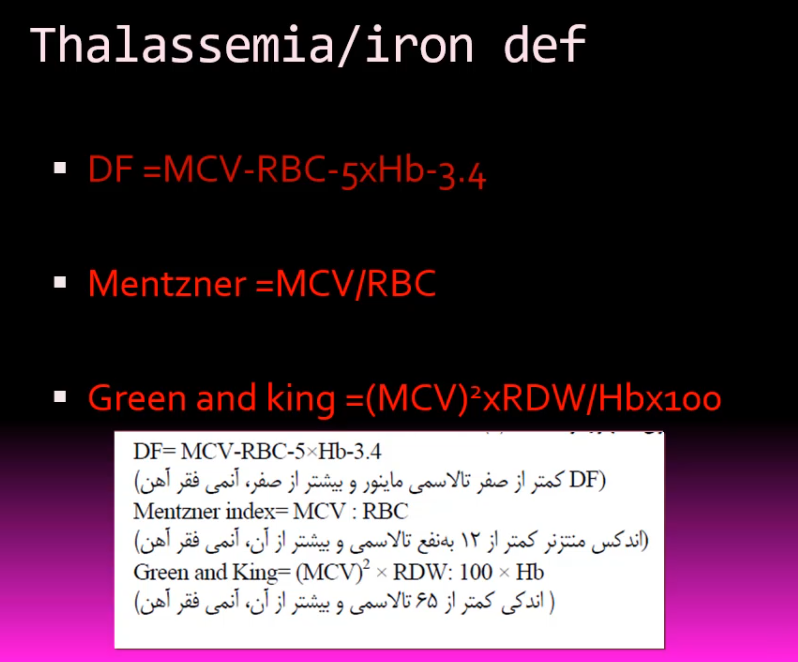 Thalassemia/iron def
DF =MCV-RBC-5xHb-3.4
Mentzner =MCV/RBC
Green and king =(MCV)²xRDW/Hbx100
DF= MCV-RBC-5×Hb-3.4
(DF کمتر از صفر تالاسمی ماینور و بیشتر از صفر، آنمی فقر آهن)
Mentzner index= MCV : RBC
(اندکس منتزنر کمتر از ۱۲ به‌نفع تالاسمی و بیشتر از آن، آنمی فقر آهن)
Green and King= (MCV)² × RDW: 100 × Hb
( اندکی کمتر از ۶۵ تالاسمی و بیشتر از آن، آنمی فقر آهن)